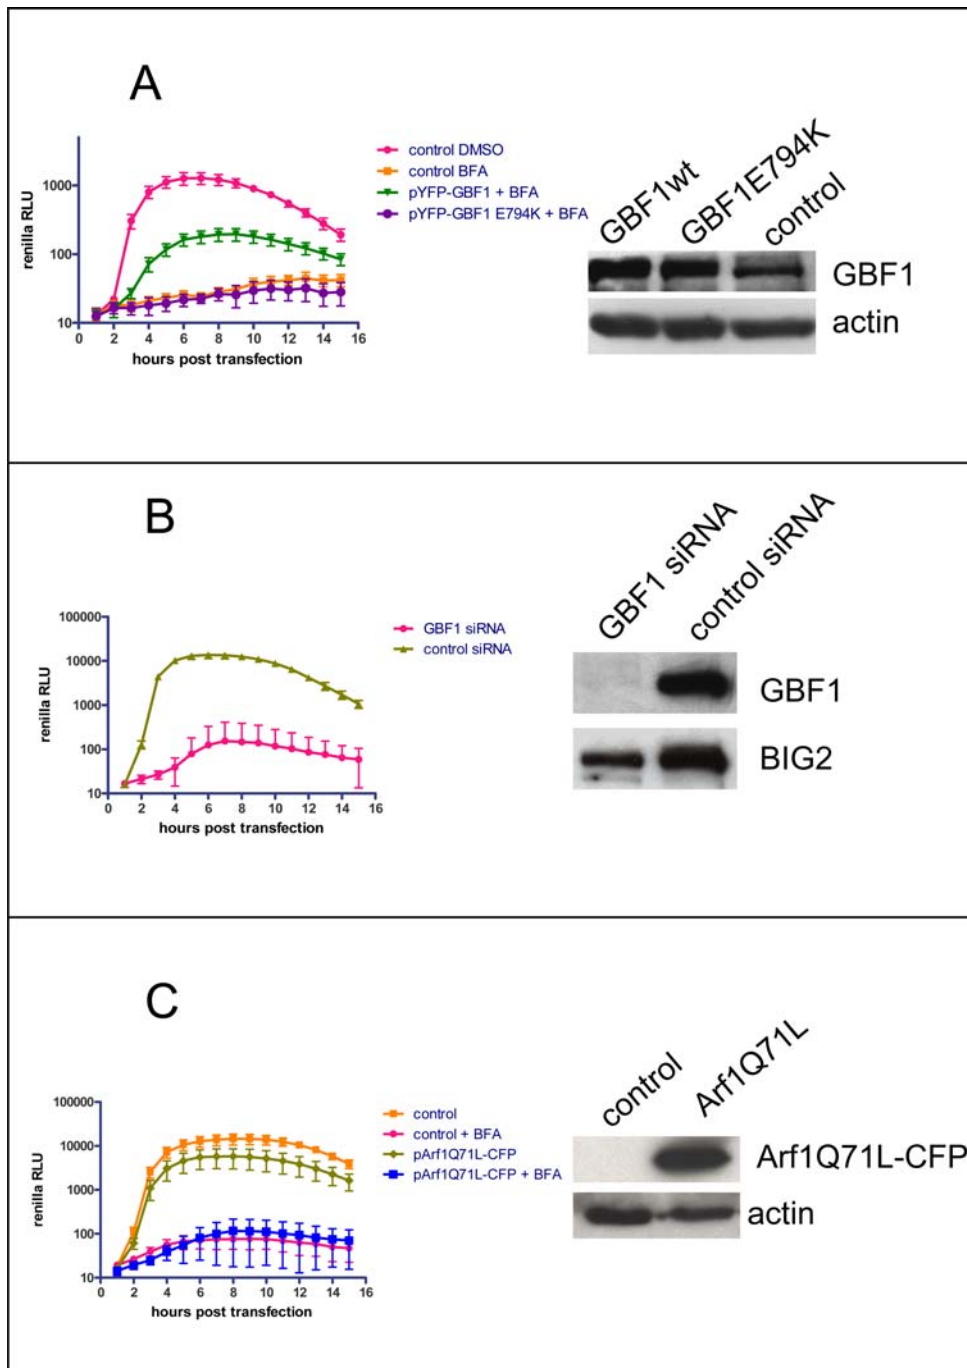 A
control DMSO
control BFA
pYFP-GBF1 + BFA
pYFP-GBF1 E794K + BFA
renilla RLU
1000
100
10
0 2 4 6 8 10 12 14 16
hours post transfection
GBF1wt
GBF1E794K
control
GBF1
actin
B
GBF1 siRNA
control siRNA
renilla RLU
100000
10000
1000
100
10
0 2 4 6 8 10 12 14 16
hours post transfection
GBF1 siRNA
control siRNA
GBF1
BIG2
C
control
control + BFA
pArf1Q71L-CFP
pArf1Q71L-CFP + BFA
renilla RLU
100000
10000
1000
100
10
0 2 4 6 8 10 12 14 16
hours post transfection
control
Arf1Q71L
Arf1Q71L-CFP
actin